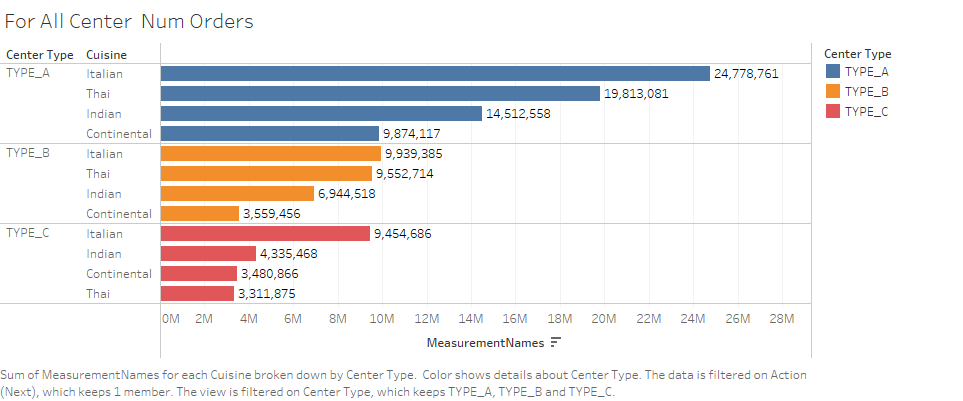 For All Center  Num Orders
Center Type Cuisine
TYPE_A Italian 24,778,761
Thai 19,813,081
Indian 14,512,558
Continental 9,874,117
TYPE_B Italian 9,939,385
Thai 9,552,714
Indian 6,944,518
Continental 3,559,456
TYPE_C Italian 9,454,686
Indian 4,335,468
Continental 3,480,866
Thai 3,311,875
0M 2M 4M 6M 8M 10M 12M 14M 16M 18M 20M 22M 24M 26M 28M
MeasurementNames
Center Type
TYPE_A
TYPE_B
TYPE_C
Sum of MeasurementNames for each Cuisine broken down by Center Type.  Color shows details about Center Type. The data is filtered on Action
(Next), which keeps 1 member. The view is filtered on Center Type, which keeps TYPE_A, TYPE_B and TYPE_C.